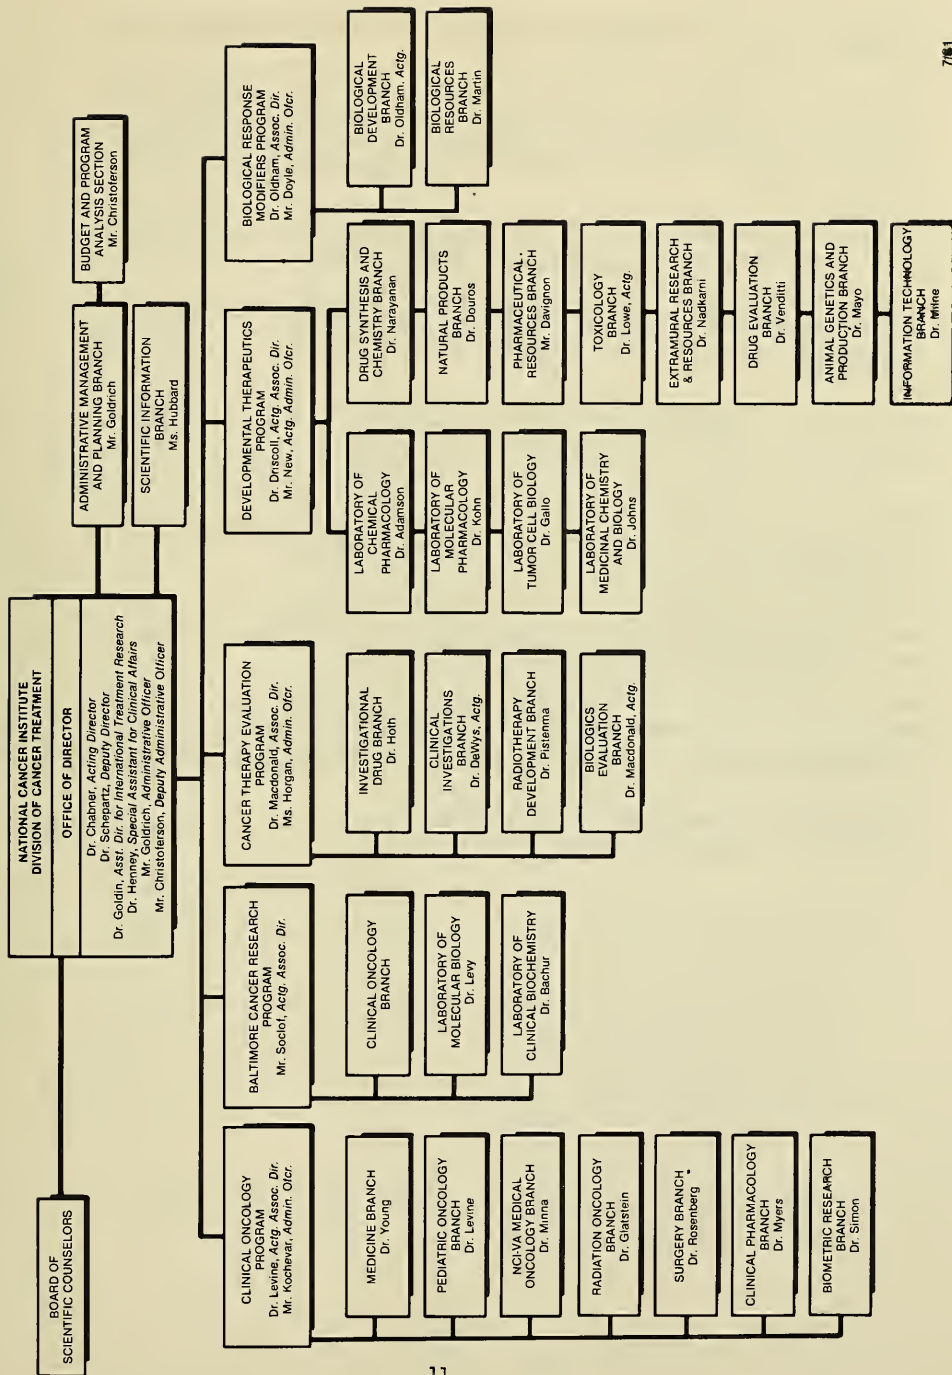 NATIONAL CANCER INSTITUTE
DIVISION OF CANCER TREATMENT
OFFICE OF DIRECTOR
Dr. Chabner, Acting Director
Dr. Schepartz, Deputy Director
Dr. Goldin, Asst. Dir. for International Treatment Research
Dr. Henney, Special Assistant for Clinical Affairs
Mr. Goldrich, Administrative Officer
Mr. Christoferson, Deputy Administrative Officer
BOARD OF
SCIENTIFIC COUNSELORS
ADMINISTRATIVE MANAGEMENT
AND PLANNING BRANCH
Mr. Goldrich
BUDGET AND PROGRAM
ANALYSIS SECTION
Mr. Christoferson
SCIENTIFIC INFORMATION
BRANCH
Ms. Hubbard
CLINICAL ONCOLOGY
PROGRAM
Dr. Levine, Actg. Assoc. Dir.
Mr. Kochevar, Admin. Ofcr.
MEDICINE BRANCH
Dr. Young
PEDIATRIC ONCOLOGY
BRANCH
Dr. Levine
NCI-VA MEDICAL
ONCOLOGY BRANCH
Dr. Minna
RADIATION ONCOLOGY
BRANCH
Dr. Glatstein
SURGERY BRANCH
Dr. Rosenberg
CLINICAL PHARMACOLOGY
BRANCH
Dr. Myers
BIOMETRIC RESEARCH
BRANCH
Dr. Simon
BALTIMORE CANCER RESEARCH
PROGRAM
Mr. Soclof, Actg. Assoc. Dir.
CLINICAL ONCOLOGY
BRANCH
LABORATORY OF
MOLECULAR BIOLOGY
Dr. Levy
LABORATORY OF
CLINICAL BIOCHEMISTRY
Dr. Bachur
CANCER THERAPY EVALUATION
PROGRAM
Dr. Macdonald, Assoc. Dir.
Ms. Horgan, Admin. Ofcr.
INVESTIGATIONAL
DRUG BRANCH
Dr. Hoth
CLINICAL
INVESTIGATIONS
BRANCH
Dr. DeWys, Actg.
RADIOTHERAPY
DEVELOPMENT BRANCH
Dr. Pistenma
BIOLOGICS
EVALUATION
BRANCH
Dr. Macdonald, Actg.
DEVELOPMENTAL THERAPEUTICS
PROGRAM
Dr. Driscoll, Actg. Assoc. Dir.
Mr. New, Actg. Admin. Ofcr.
LABORATORY OF
CHEMICAL
PHARMACOLOGY
Dr. Adamson
LABORATORY OF
MOLECULAR
PHARMACOLOGY
Dr. Kohn
LABORATORY OF
TUMOR CELL BIOLOGY
Dr. Gallo
LABORATORY OF
MEDICINAL CHEMISTRY
AND BIOLOGY
Dr. Johns
DRUG SYNTHESIS AND
CHEMISTRY BRANCH
Dr. Narayanan
NATURAL PRODUCTS
BRANCH
Dr. Douros
PHARMACEUTICAL
RESOURCES BRANCH
Mr. Davignon
TOXICOLOGY
BRANCH
Dr. Lowe, Actg.
EXTRAMURAL RESEARCH
& RESOURCES BRANCH
Dr. Nadkarni
DRUG EVALUATION
BRANCH
Dr. Venditti
ANIMAL GENETICS AND
PRODUCTION BRANCH
Dr. Mayo
INFORMATION TECHNOLOGY
BRANCH
Dr. Milne
BIOLOGICAL RESPONSE
MODIFIERS PROGRAM
Dr. Oldham, Assoc. Dir.
Mr. Doyle, Admin. Ofcr.
BIOLOGICAL
DEVELOPMENT
BRANCH
Dr. Oldham, Actg.
BIOLOGICAL
RESOURCES
BRANCH
Dr. Martin
11